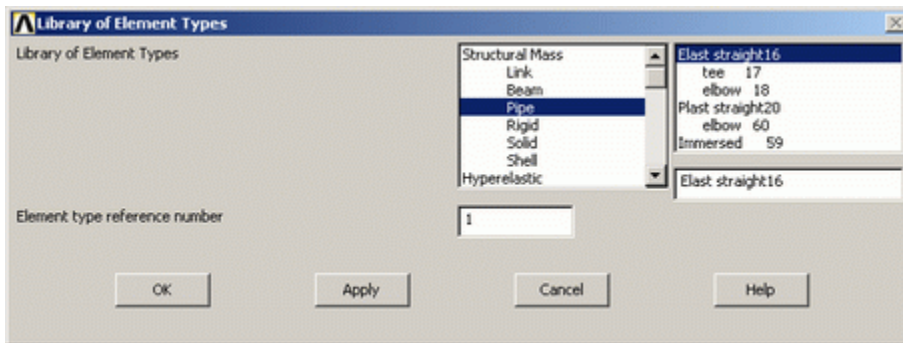 Library of Element Types
Library of Element Types
Structural Mass
Link
Beam
Pipe
Rigid
Solid
Shell
Hyperelastic
Elast straight16
tee 17
elbow 18
Plast straight20
elbow 60
Immersed 59
Elast straight16
Element type reference number
1
OK
Apply
Cancel
Help